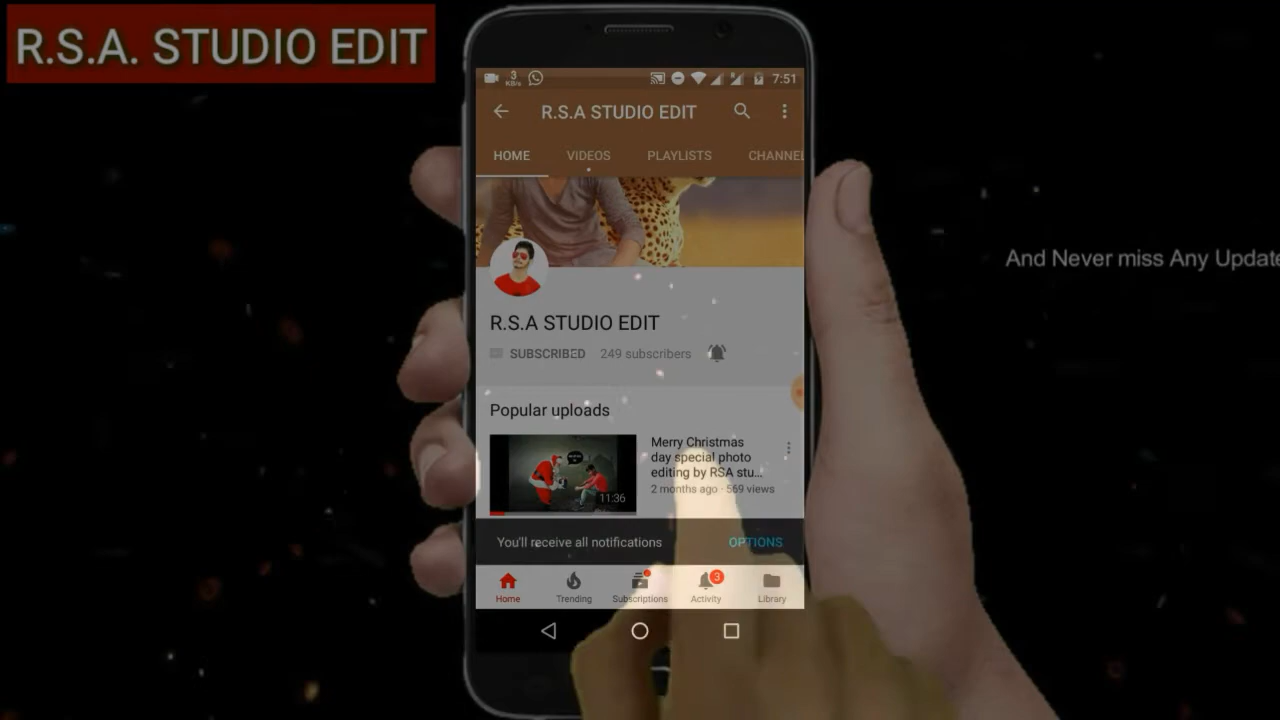 R.S.A. STUDIO EDIT
3
KB/s
7:51
R.S.A STUDIO EDIT
HOME VIDEOS PLAYLISTS CHANNEL
And Never miss Any Update
R.S.A STUDIO EDIT
SUBSCRIBED 249 subscribers
Popular uploads
Merry Christmas
day special photo
editing by RSA stu...
2 months ago · 569 views
11:36
You'll receive all notifications OPTIONS
3
Home Trending Subscriptions Activity Library